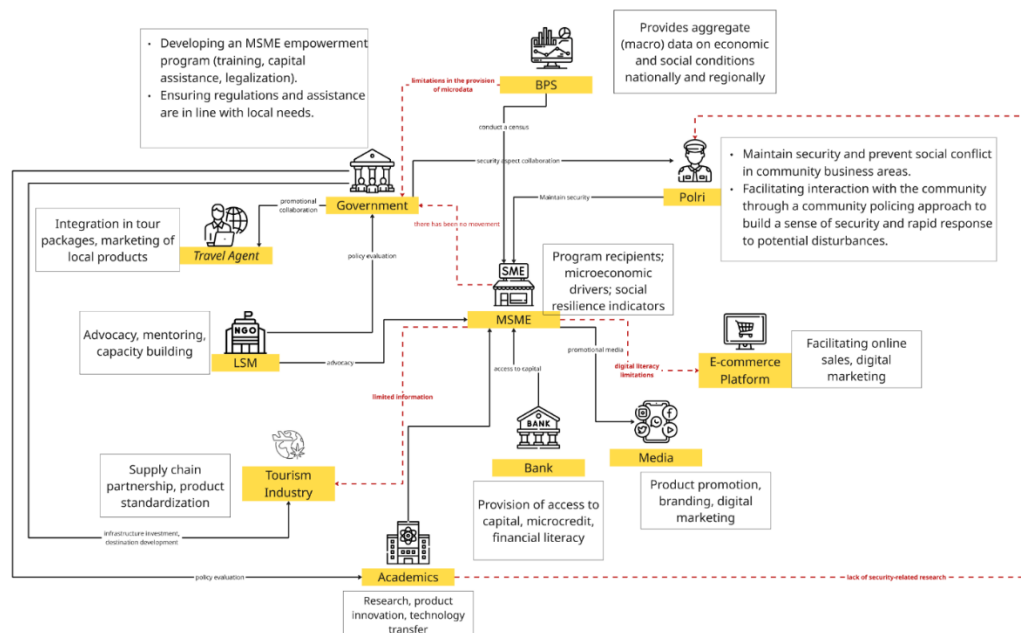 • Developing an MSME empowerment
program (training, capital
assistance, legalization).
• Ensuring regulations and assistance
are in line with local needs.
Provides aggregate
(macro) data on economic
and social conditions
nationally and regionally
limitations in the provision
of microdata
BPS
conduct a census
security aspect collaboration
• Maintain security and prevent social conflict
in community business areas.
• Facilitating interaction with the community
through a community policing approach to
build a sense of security and rapid response
to potential disturbances.
Polri
Maintain security
Government
promotional
collaboration
Integration in tour
packages, marketing of
local products
Travel Agent
there has been no movement
policy evaluation
SME
Program recipients;
microeconomic
drivers; social
resilience indicators
MSME
Advocacy, mentoring,
capacity building
NGO
LSM
advocacy
access to capital
promotional media
digital literacy
limitations
E-commerce
Platform
Facilitating online
sales, digital
marketing
limited information
BANK
Bank
Media
Supply chain
partnership, product
standardization
Tourism
Industry
Provision of access to
capital, microcredit,
financial literacy
Product promotion,
branding, digital
marketing
infrastructure investment,
destination development
policy evaluation
Academics
lack of security-related research
Research, product
innovation, technology
transfer